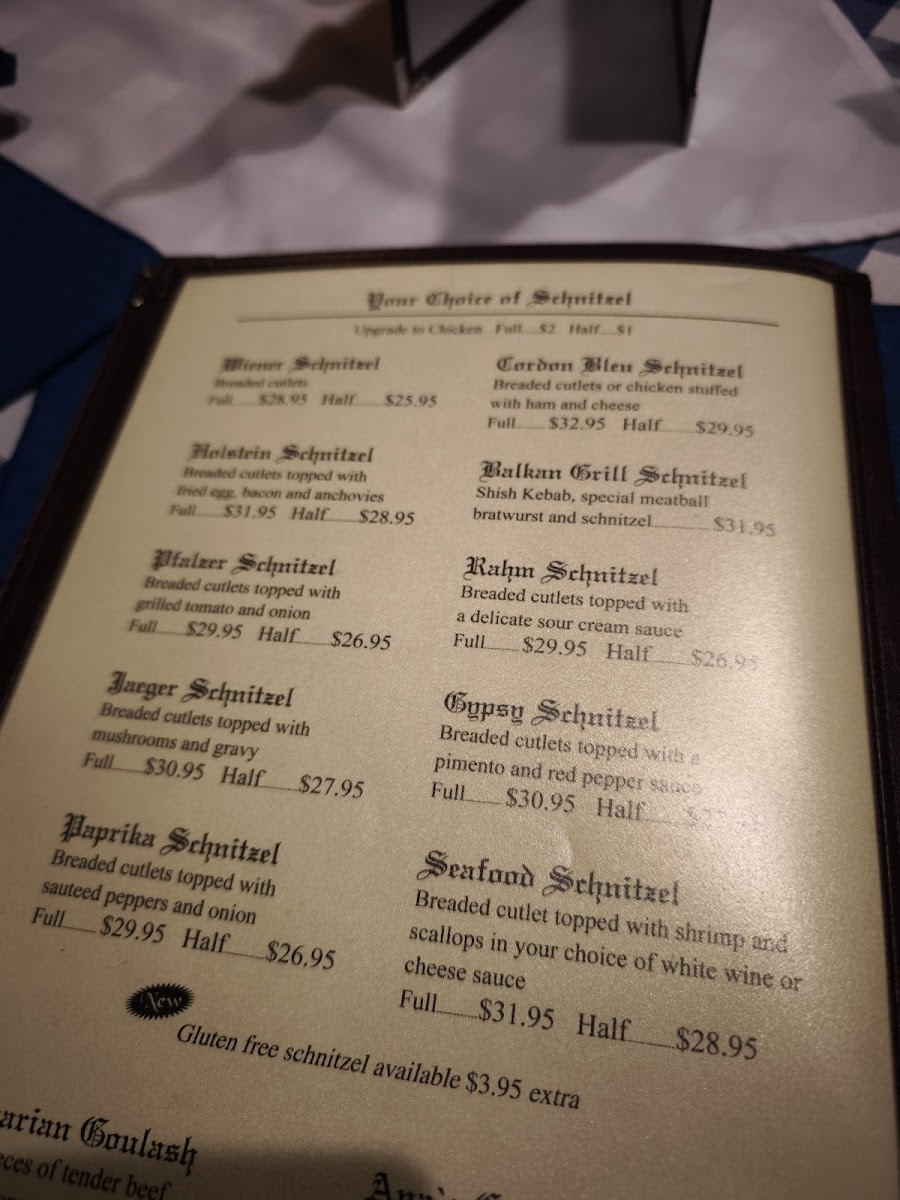 Your Choice of Schnitzel
Upgrade to Chicken Full....$2 Half....$1
Wiener Schnitzel
Breaded cutlets
Full......$28.95 Half......$25.95
Holstein Schnitzel
Breaded cutlets topped with
fried egg, bacon and anchovies
Full......$31.95 Half......$28.95
Pfalzer Schnitzel
Breaded cutlets topped with
grilled tomato and onion
Full......$29.95 Half......$26.95
Jaeger Schnitzel
Breaded cutlets topped with
mushrooms and gravy
Full......$30.95 Half......$27.95
Paprika Schnitzel
Breaded cutlets topped with
sauteed peppers and onion
Full......$29.95 Half......$26.95
Cordon Bleu Schnitzel
Breaded cutlets or chicken stuffed
with ham and cheese
Full......$32.95 Half......$29.95
Balkan Grill Schnitzel
Shish Kebab, special meatball
bratwurst and schnitzel............$31.95
Rahm Schnitzel
Breaded cutlets topped with
a delicate sour cream sauce
Full......$29.95 Half......$26.95
Gypsy Schnitzel
Breaded cutlets topped with a
pimento and red pepper sauce
Full......$30.95 Half......
Seafood Schnitzel
Breaded cutlet topped with shrimp and
scallops in your choice of white wine or
cheese sauce
Full......$31.95 Half......$28.95
New
Gluten free schnitzel available $3.95 extra
arian Goulash
eces of tender beef